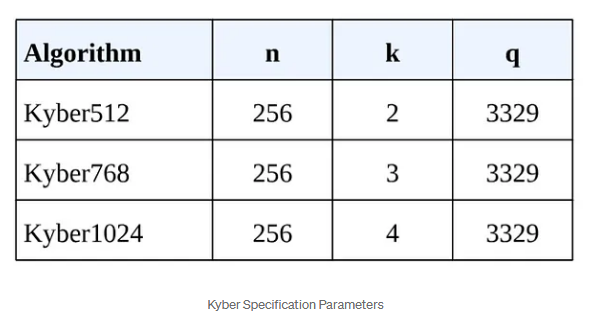 Algorithm n k q
Kyber512 256 2 3329
Kyber768 256 3 3329
Kyber1024 256 4 3329
Kyber Specification Parameters